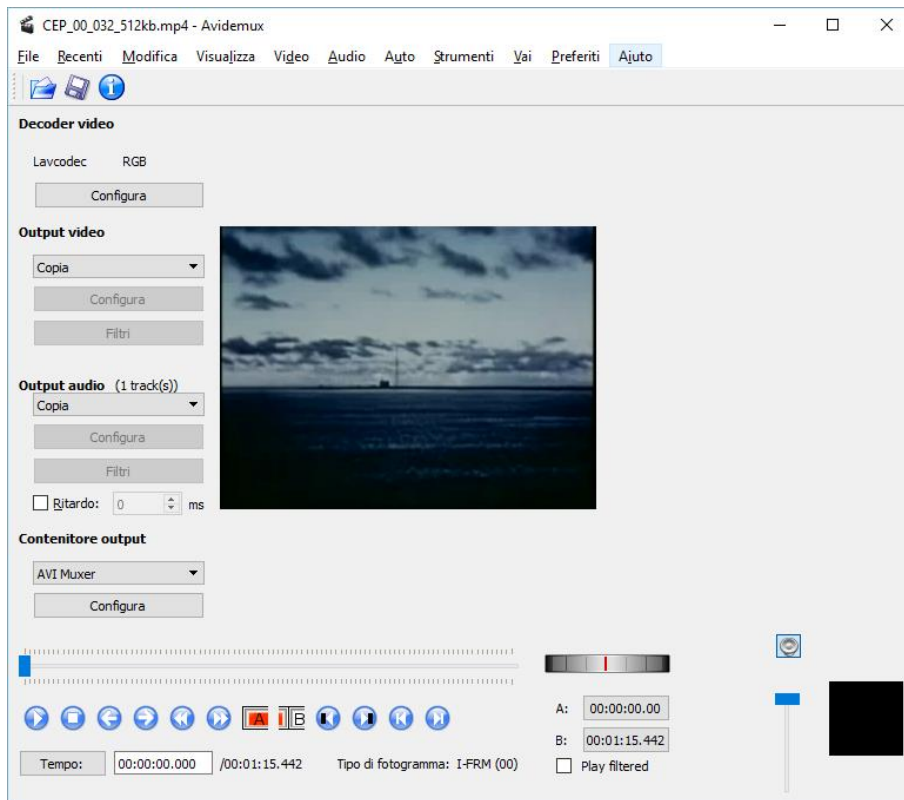 CEP_00_032_512kb.mp4 - Avidemux
File Recenti Modifica Visualizza Video Audio Auto Strumenti Vai Preferiti Aiuto
Decoder video
Lavcodec RGB
Configura
Output video
Copia
Configura
Filtri
Output audio (1 track(s))
Copia
Configura
Filtri
Ritardo: 0 ms
Contenitore output
AVI Muxer
Configura
A B
A: 00:00:00.00
B: 00:01:15.442
Play filtered
Tempo: 00:00:00.000 /00:01:15.442 Tipo di fotogramma: I-FRM (00)